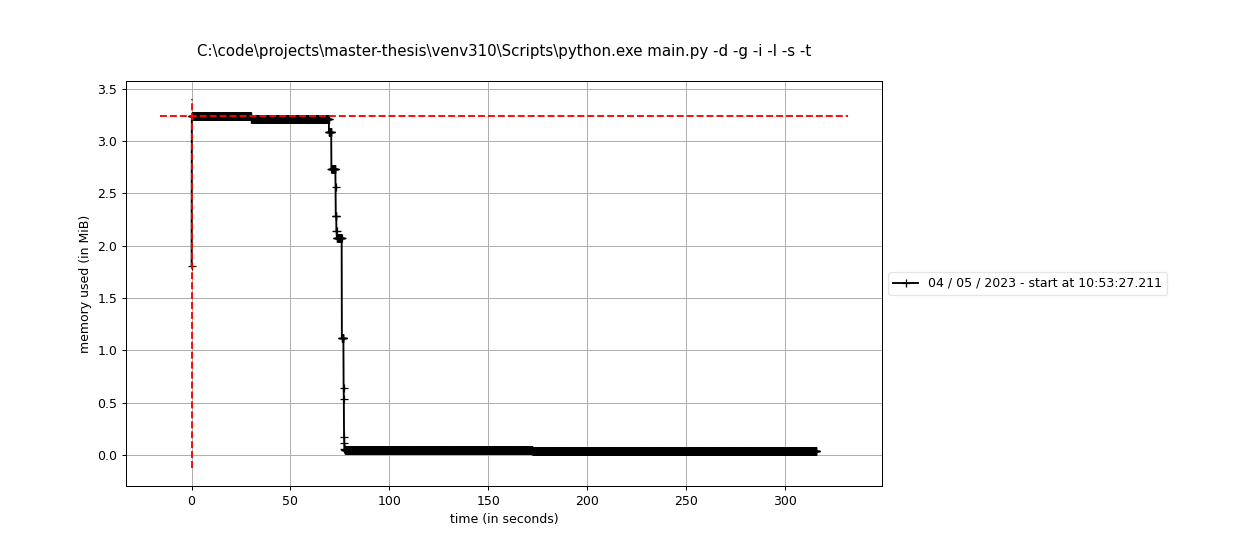 C:\code\projects\master-thesis\venv310\Scripts\python.exe main.py -d -g -i -l -s -t
3.5
3.0
2.5
2.0
1.5
1.0
0.5
0.0
memory used (in MiB)
0 50 100 150 200 250 300
time (in seconds)
04 / 05 / 2023 - start at 10:53:27.211